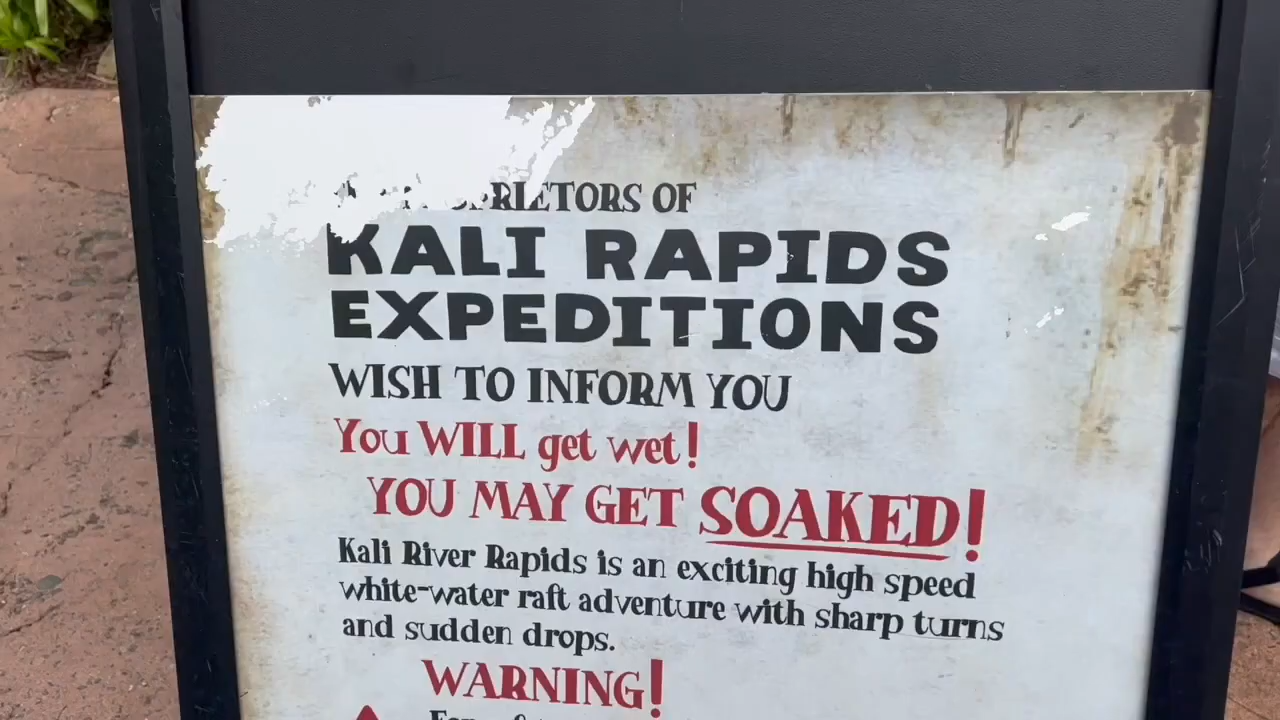 OF
KALI RAPIDS
EXPEDITIONS
WISH TO INFORM YOU
You WILL get wet!
YOU MAY GET SOAKED!
Kali River Rapids is an exciting high speed
white-water raft adventure with sharp turns
and sudden drops.
WARNING!